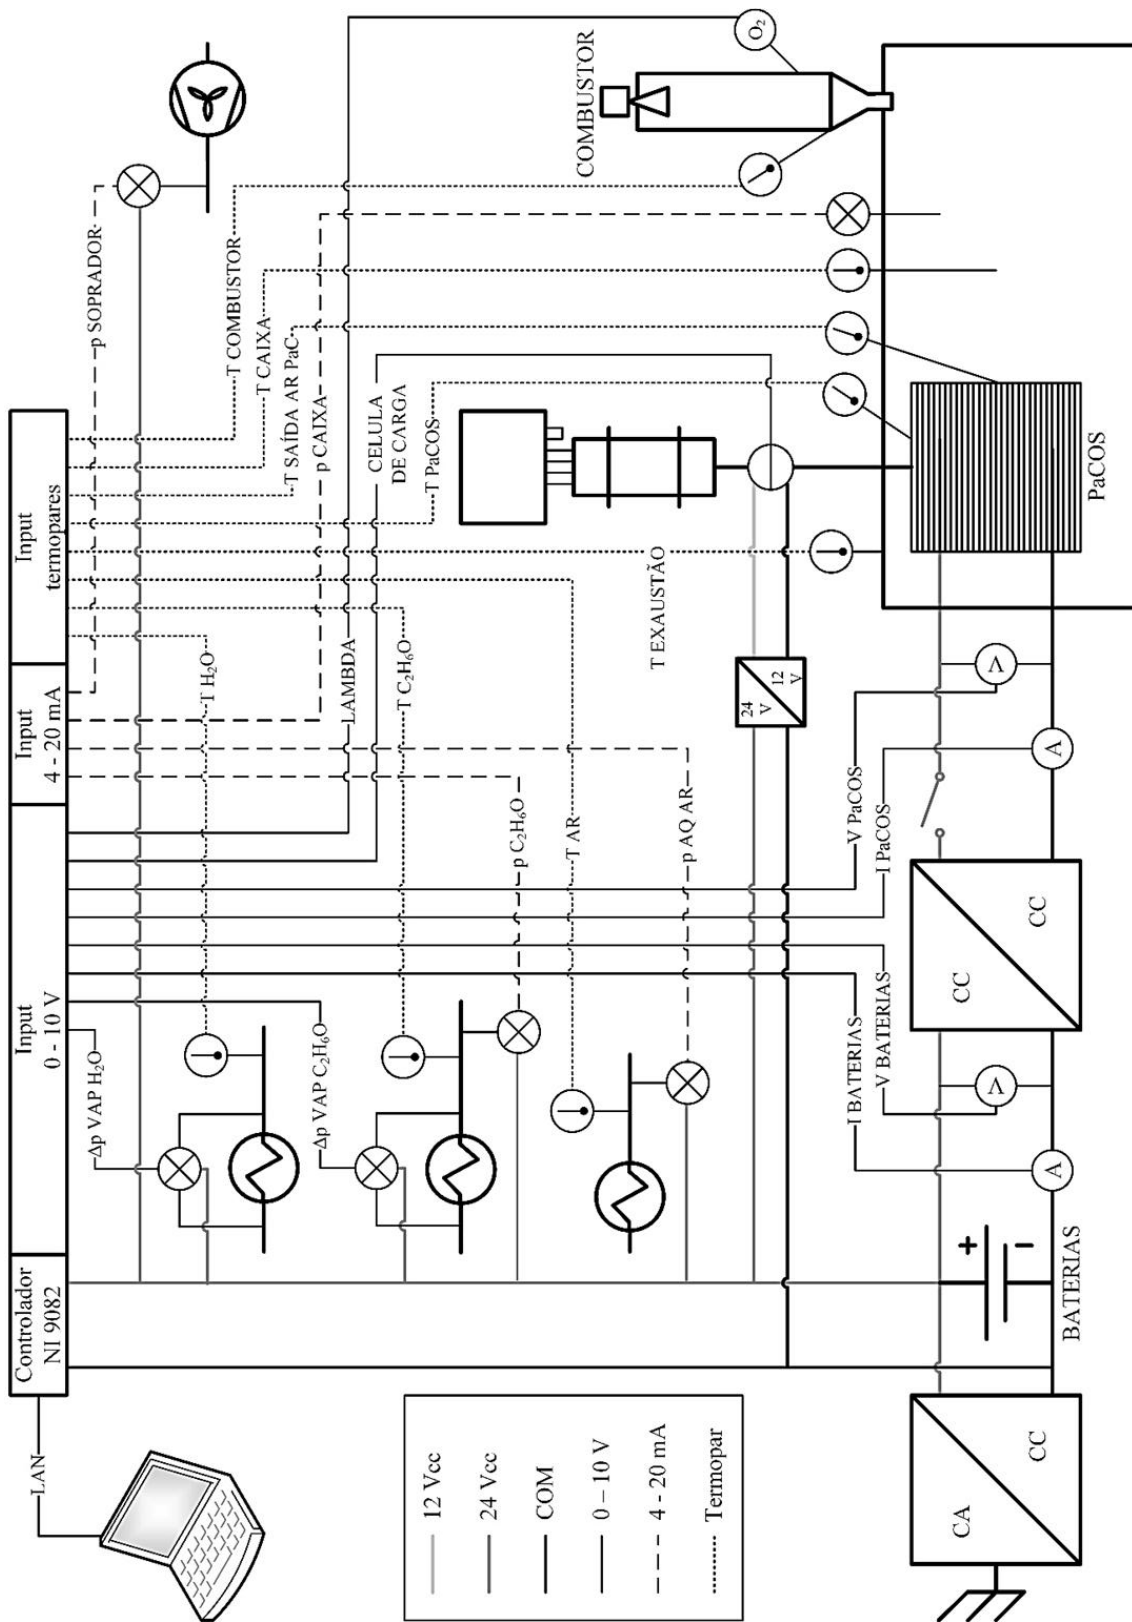 LAN
Controlador
NI 9082
Input
0 - 10 V
Input
4 - 20 mA
Input
termopares
Δp VAP H₂O
T H₂O
p SOPRADOR
T COMBUSTOR
T CAIXA
T SAÍDA AR PaC
p CAIXA
LAMBDA
CELULA
DE CARGA
T PaCOS
Δp VAP C₂H₆O
T C₂H₆O
p C₂H₆O
T AR
p AQ AR
T EXAUSTÃO
COMBUSTOR
O₂
24
V
12
V
I BATERIAS
V BATERIAS
V PaCOS
I PaCOS
12 Vcc
24 Vcc
COM
0 – 10 V
4 - 20 mA
Termopar
CA
CC
+
-
BATERIAS
A
V
CC
CC
A
V
PaCOS